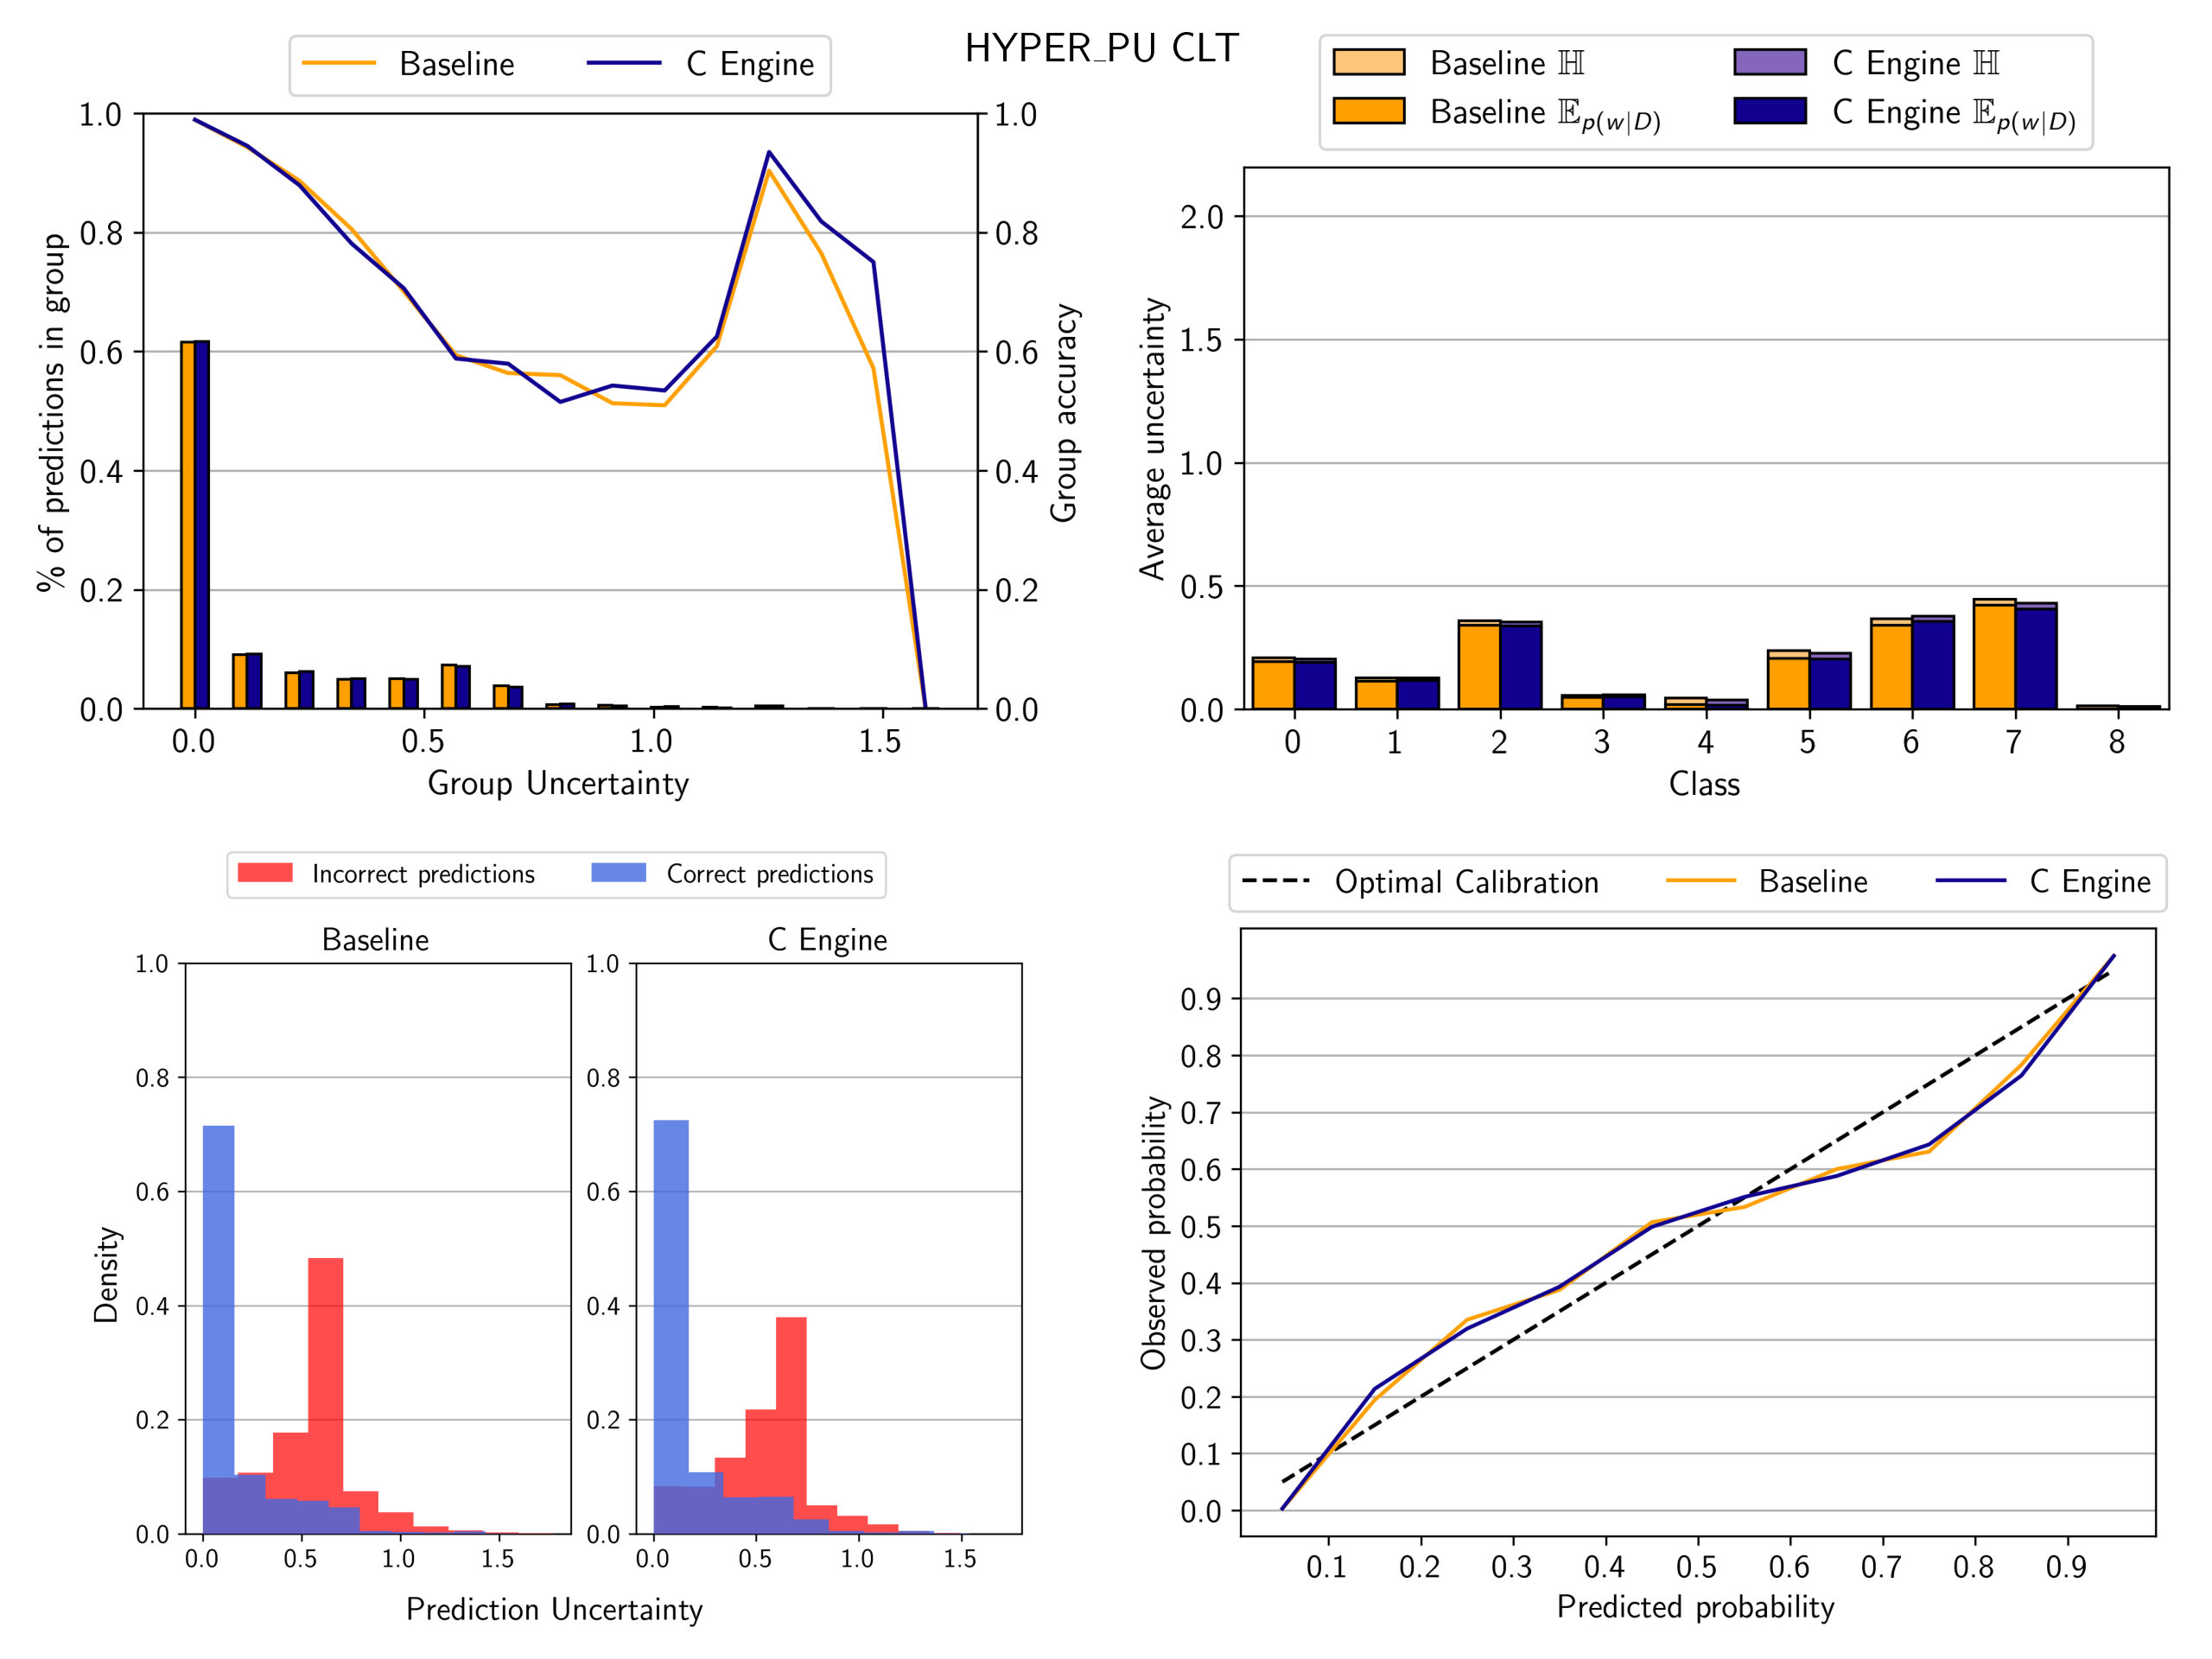 HYPER_PU CLT
Baseline
C Engine
1.0
0.8
0.6
0.4
0.2
0.0
% of predictions in group
1.0
0.8
0.6
0.4
0.2
0.0
Group accuracy
0.0 0.5 1.0 1.5
Group Uncertainty
Baseline ℍ
C Engine ℍ
Baseline 𝔼p(w|D)
C Engine 𝔼p(w|D)
2.0
1.5
1.0
0.5
0.0
Average uncertainty
0 1 2 3 4 5 6 7 8
Class
Incorrect predictions
Correct predictions
Baseline
1.0
0.8
0.6
0.4
0.2
0.0
Density
0.0 0.5 1.0 1.5
C Engine
1.0
0.8
0.6
0.4
0.2
0.0
0.0 0.5 1.0 1.5
Prediction Uncertainty
Optimal Calibration
Baseline
C Engine
0.9
0.8
0.7
0.6
0.5
0.4
0.3
0.2
0.1
0.0
Observed probability
0.1 0.2 0.3 0.4 0.5 0.6 0.7 0.8 0.9
Predicted probability